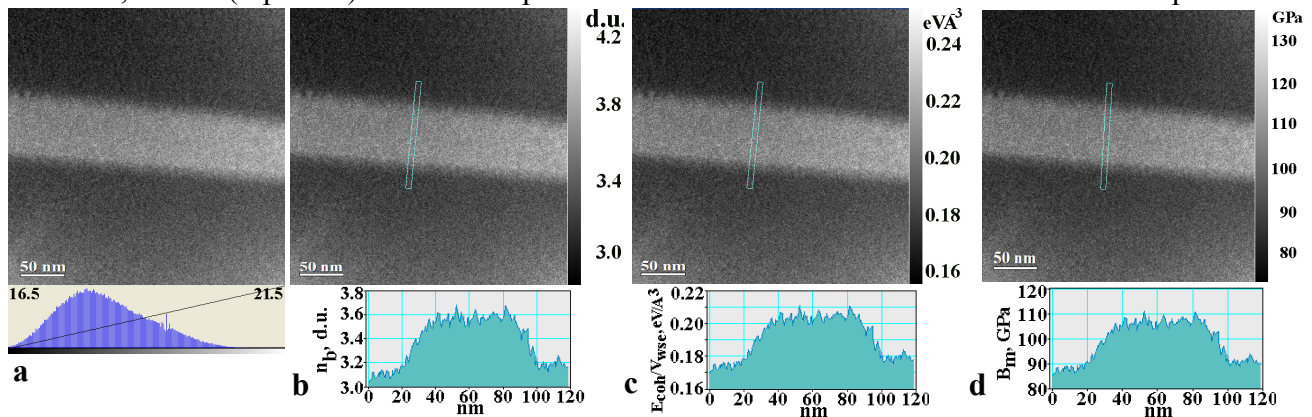 d.u.
4.2
3.8
3.4
3.0
eVA³
0.24
0.22
0.20
0.18
0.16
GPa
130
120
110
100
90
80
50 nm
50 nm
50 nm
50 nm
16.5
21.5
a
b
n_b, d.u.
3.8
3.6
3.4
3.2
3.0
0 20 40 60 80 100 120
nm
c
E_coh/V_wse, eV/A³
0.22
0.20
0.18
0.16
0 20 40 60 80 100 120
nm
d
B_m, GPa
120
110
100
90
80
0 20 40 60 80 100 120
nm